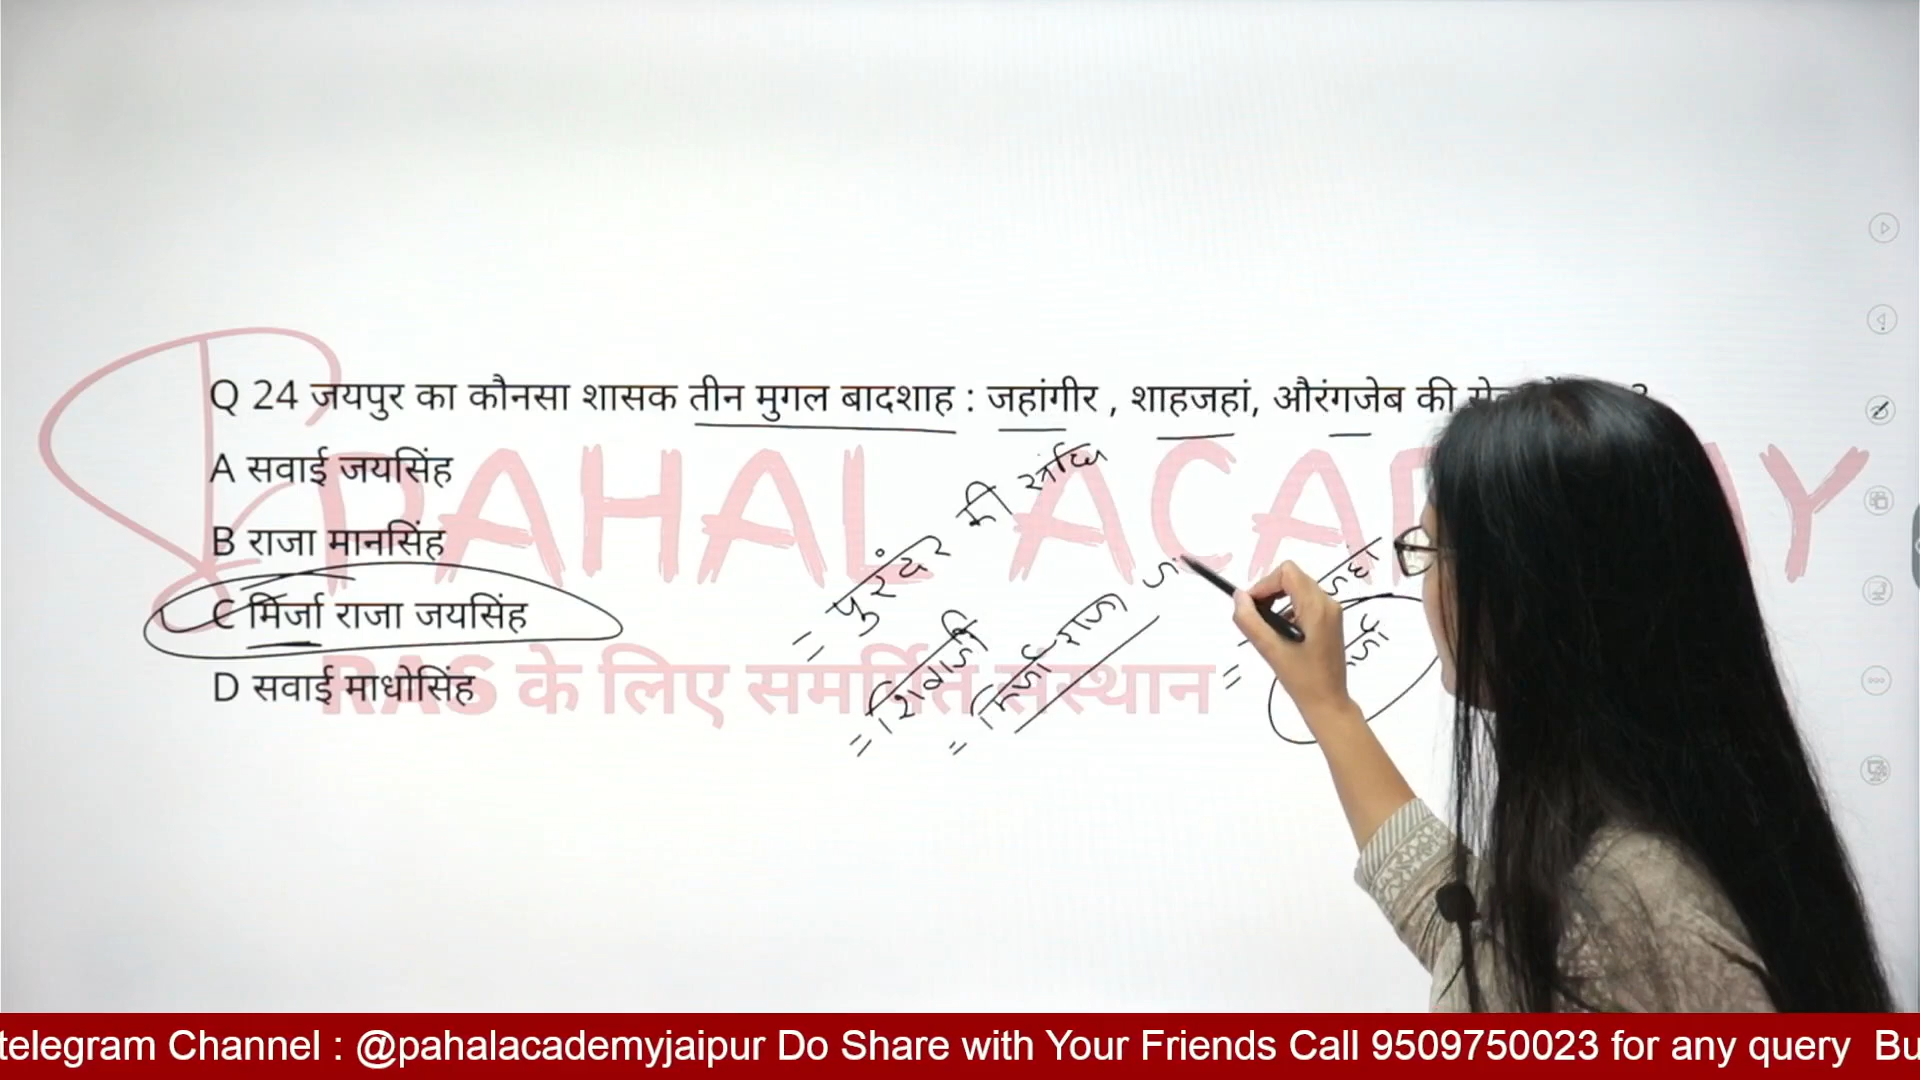 Q 24 जयपुर का कौनसा शासक तीन मुगल बादशाह : जहांगीर , शाहजहां, औरंगजेब की ?
A सवाई जयसिंह
B राजा मानसिंह
C मिर्जा राजा जयसिंह
D सवाई माधोसिंह
= पुरंदर की संधि
= शिवाजी
= मिर्जा राजा
PAHAL ACADEMY
RAS के लिए समर्पित संस्थान
telegram Channel : @pahalacademyjaipur Do Share with Your Friends Call 9509750023 for any query Bu